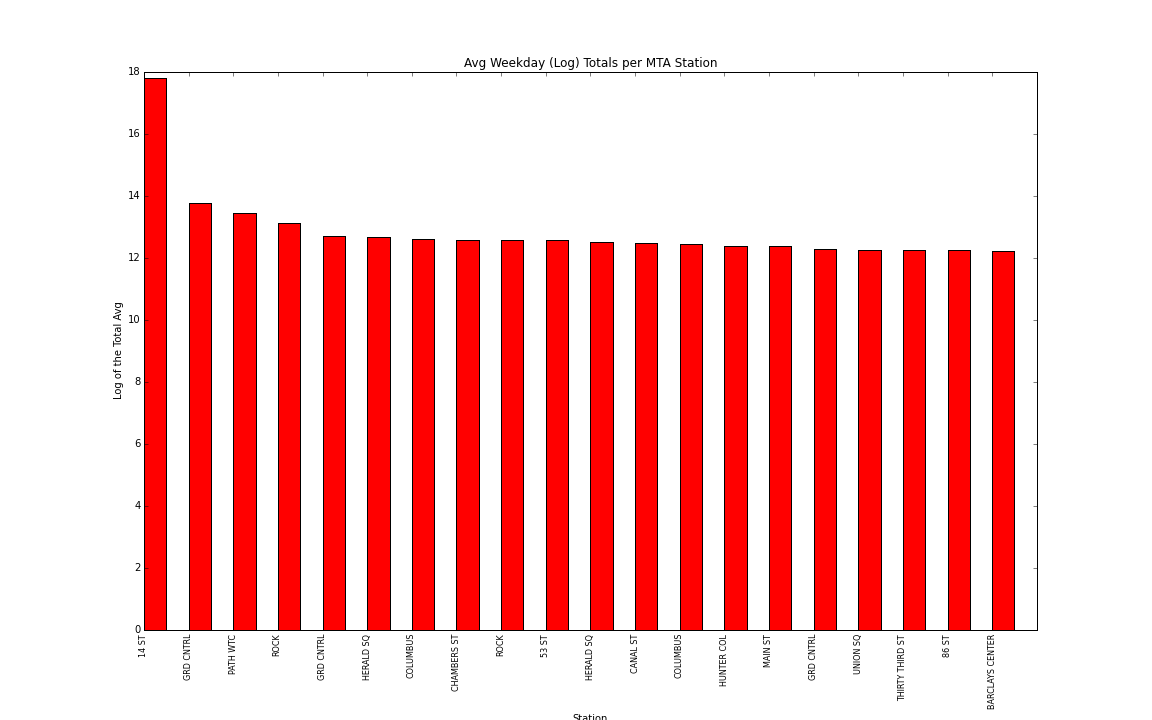 Avg Weekday (Log) Totals per MTA Station
18
16
14
12
10
8
6
4
2
0
Log of the Total Avg
14 ST
GRD CNTRL
PATH WTC
ROCK
GRD CNTRL
HERALD SQ
COLUMBUS
CHAMBERS ST
ROCK
53 ST
HERALD SQ
CANAL ST
COLUMBUS
HUNTER COL
MAIN ST
GRD CNTRL
UNION SQ
THIRTY THIRD ST
86 ST
BARCLAYS CENTER
Station